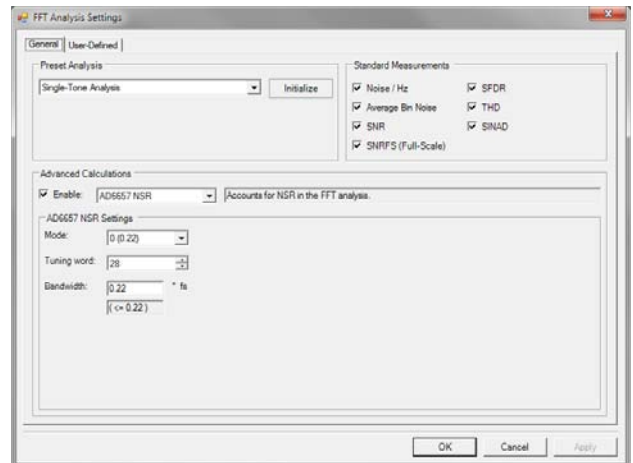 FFT Analysis Settings
General User-Defined
Preset Analysis
Single-Tone Analysis Initialize
Standard Measurements
Noise / Hz SFDR
Average Bin Noise THD
SNR SINAD
SNRFS (Full-Scale)
Advanced Calculations
Enable: AD6657 NSR Accounts for NSR in the FFT analysis.
AD6657 NSR Settings
Mode: 0 (0.22)
Tuning word: 28
Bandwidth: 0.22 * fs
( <= 0.22 )
OK Cancel Apply